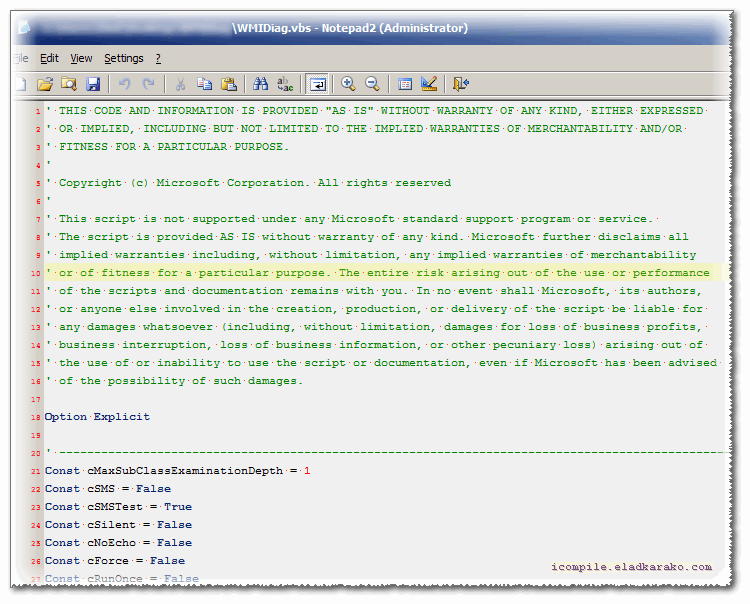 \WMIDiag.vbs - Notepad2 (Administrator)
File Edit View Settings ?
1 ' THIS CODE AND INFORMATION IS PROVIDED "AS IS" WITHOUT WARRANTY OF ANY KIND, EITHER EXPRESSED
2 ' OR IMPLIED, INCLUDING BUT NOT LIMITED TO THE IMPLIED WARRANTIES OF MERCHANTABILITY AND/OR
3 ' FITNESS FOR A PARTICULAR PURPOSE.
4 '
5 ' Copyright (c) Microsoft Corporation. All rights reserved
6 '
7 ' This script is not supported under any Microsoft standard support program or service.
8 ' The script is provided AS IS without warranty of any kind. Microsoft further disclaims all
9 ' implied warranties including, without limitation, any implied warranties of merchantability
10 ' or of fitness for a particular purpose. The entire risk arising out of the use or performance
11 ' of the scripts and documentation remains with you. In no event shall Microsoft, its authors,
12 ' or anyone else involved in the creation, production, or delivery of the script be liable for
13 ' any damages whatsoever (including, without limitation, damages for loss of business profits,
14 ' business interruption, loss of business information, or other pecuniary loss) arising out of
15 ' the use of or inability to use the script or documentation, even if Microsoft has been advised
16 ' of the possibility of such damages.
17
18 Option Explicit
19
20 ' ---------------------------------------------------------------------------------------------
21 Const cMaxSubClassExaminationDepth = 1
22 Const cSMS = False
23 Const cSMSTest = True
24 Const cSilent = False
25 Const cNoEcho = False
26 Const cForce = False
27 Const cRunOnce = False
icompile.eladkarako.com